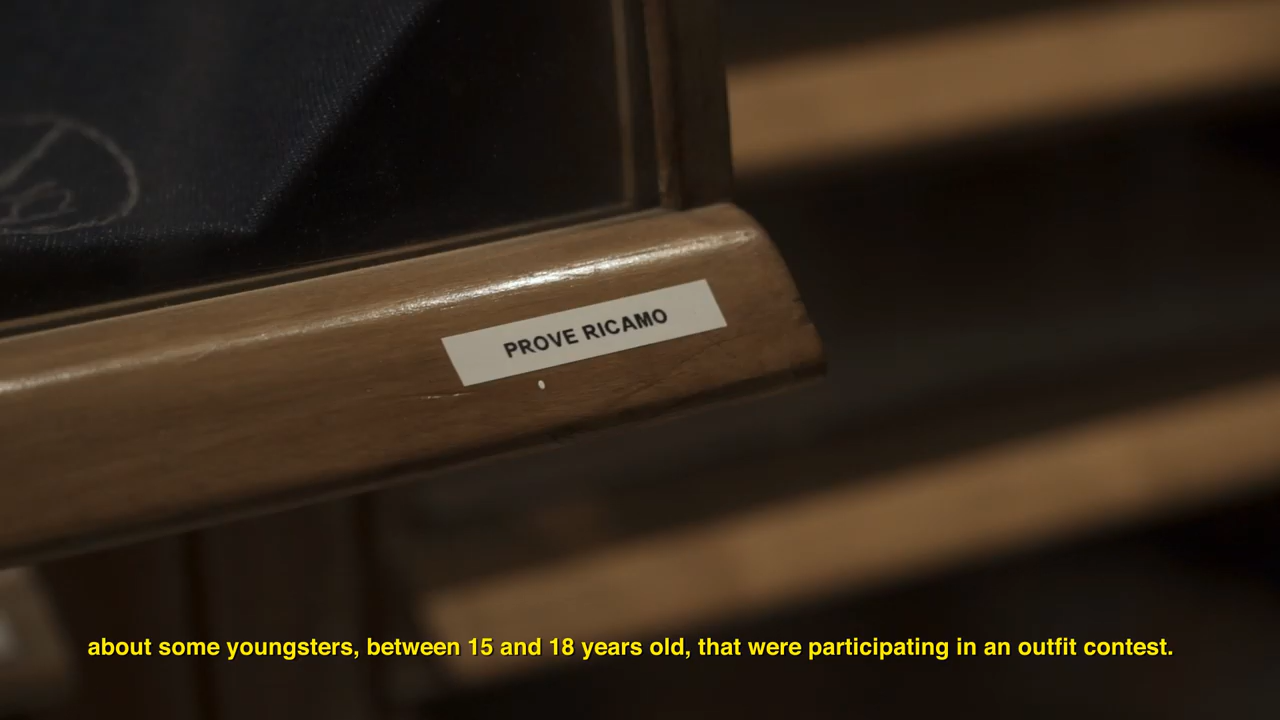 PROVE RICAMO
about some youngsters, between 15 and 18 years old, that were participating in an outfit contest.